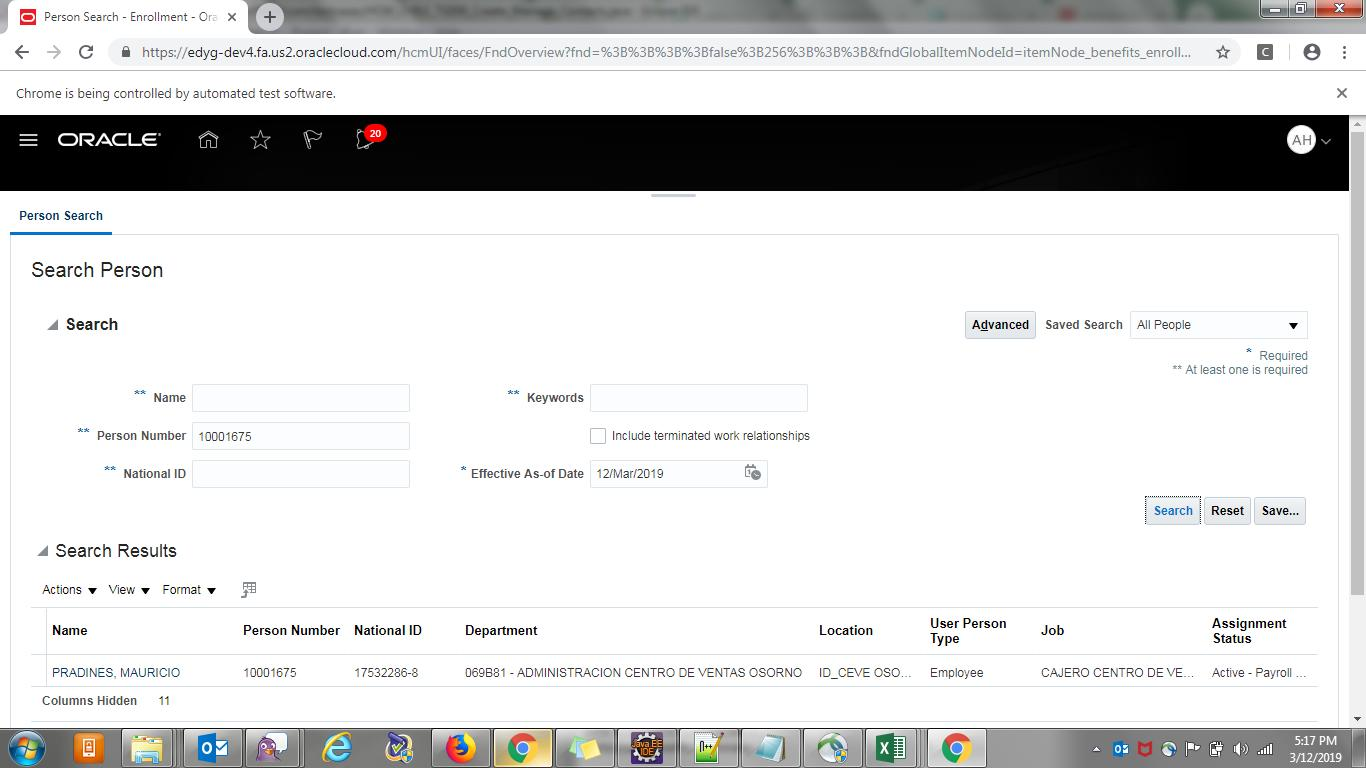 Person Search - Enrollment - Ora
https://edyg-dev4.fa.us2.oraclecloud.com/hcmUI/faces/FndOverview?fnd=%3B%3B%3B%3Bfalse%3B256%3B%3B%3B&fndGlobalItemNodeId=itemNode_benefits_enroll...
C
Chrome is being controlled by automated test software.
ORACLE
20
AH
Person Search
Search Person
Search
Advanced Saved Search All People
* Required
** At least one is required
** Name
** Keywords
** Person Number 10001675
Include terminated work relationships
** National ID
* Effective As-of Date 12/Mar/2019
Search Reset Save...
Search Results
Actions View Format
Name Person Number National ID Department Location User Person Type Job Assignment Status
PRADINES, MAURICIO 10001675 17532286-8 069B81 - ADMINISTRACION CENTRO DE VENTAS OSORNO ID_CEVE OSO... Employee CAJERO CENTRO DE VE... Active - Payroll ...
Columns Hidden 11
Java EE
IDE
5:17 PM
3/12/2019